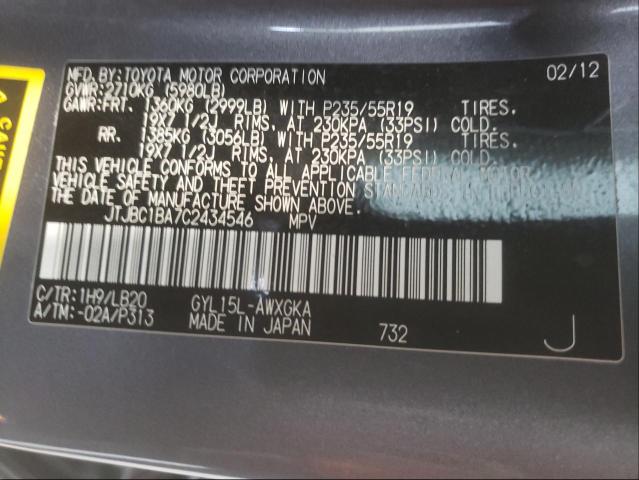 MFD. BY: TOYOTA MOTOR CORPORATION 02/12
GVWR: 2710KG (5980LB)
GAWR: FRT. 1360KG (2999LB) WITH P235/55R19 TIRES.
19X7 1/2J RIMS, AT 230KPA (33PSI) COLD.
RR. 1385KG (3056LB) WITH P235/55R19 TIRES.
19X7 1/2J RIMS, AT 230KPA (33PSI) COLD.
THIS VEHICLE CONFORMS TO ALL APPLICABLE FEDERAL MOTOR
VEHICLE SAFETY AND THEFT PREVENTION STANDARDS
THE DATE OF MANUFACTURE SHOWN ABOVE.
JTJBC1BA7C2434546 MPV
C/TR: 1H9/LB20 GYL15L-AWXGKA
A/TM: -02A/P313 MADE IN JAPAN 732 J